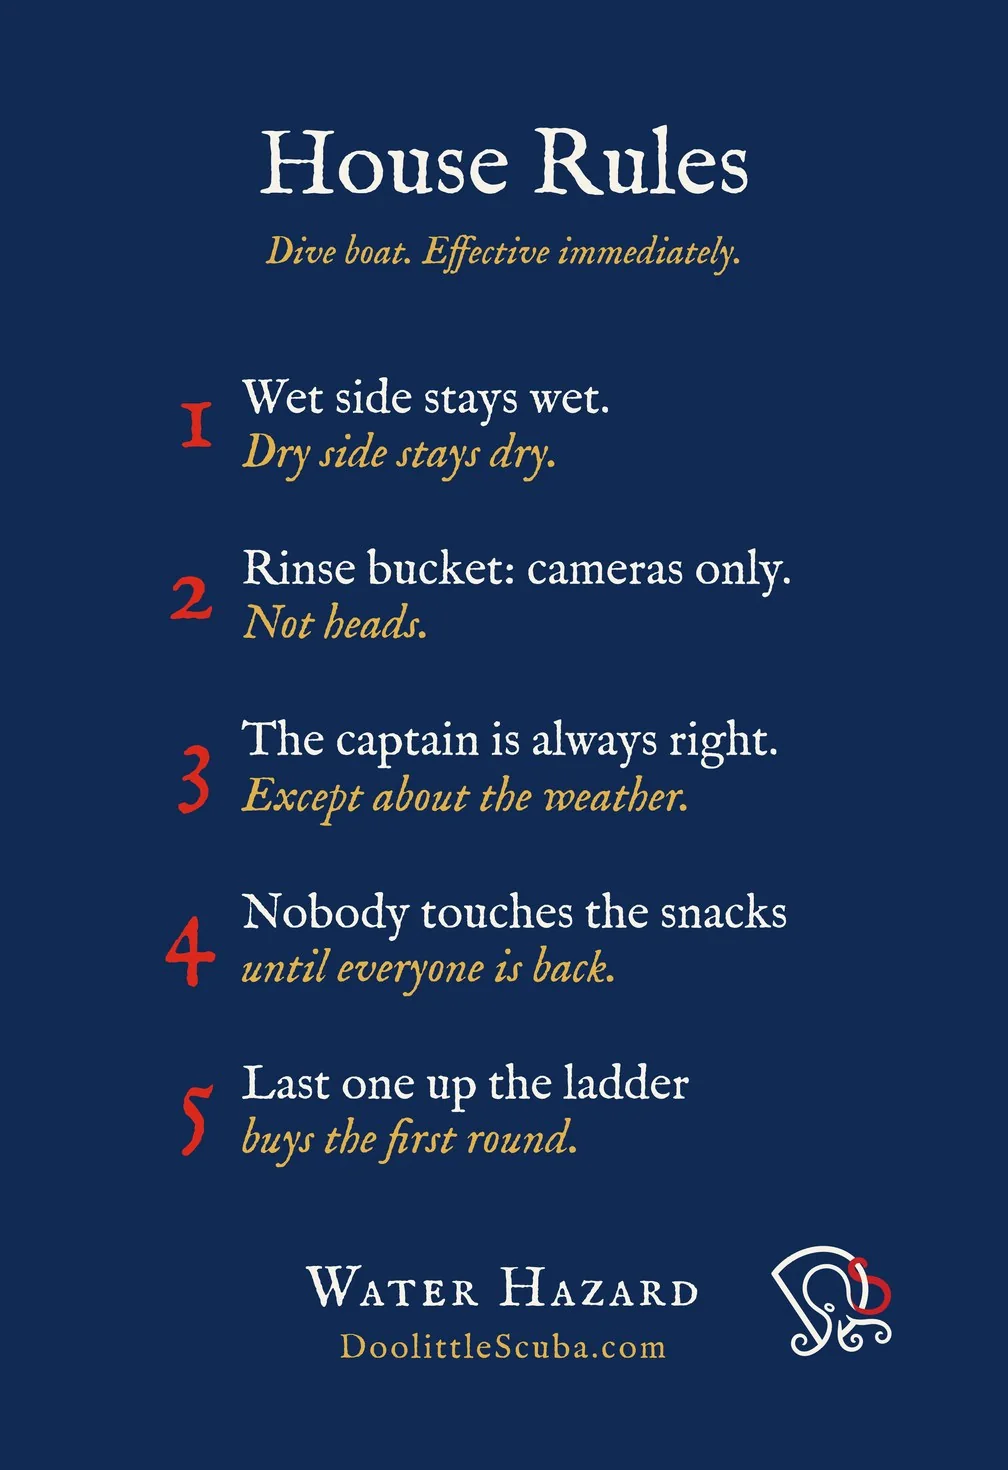 House Rules
Dive boat. Effective immediately.
1 Wet side stays wet.
Dry side stays dry.
2 Rinse bucket: cameras only.
Not heads.
3 The captain is always right.
Except about the weather.
4 Nobody touches the snacks
until everyone is back.
5 Last one up the ladder
buys the first round.
Water Hazard
DoolittleScuba.com